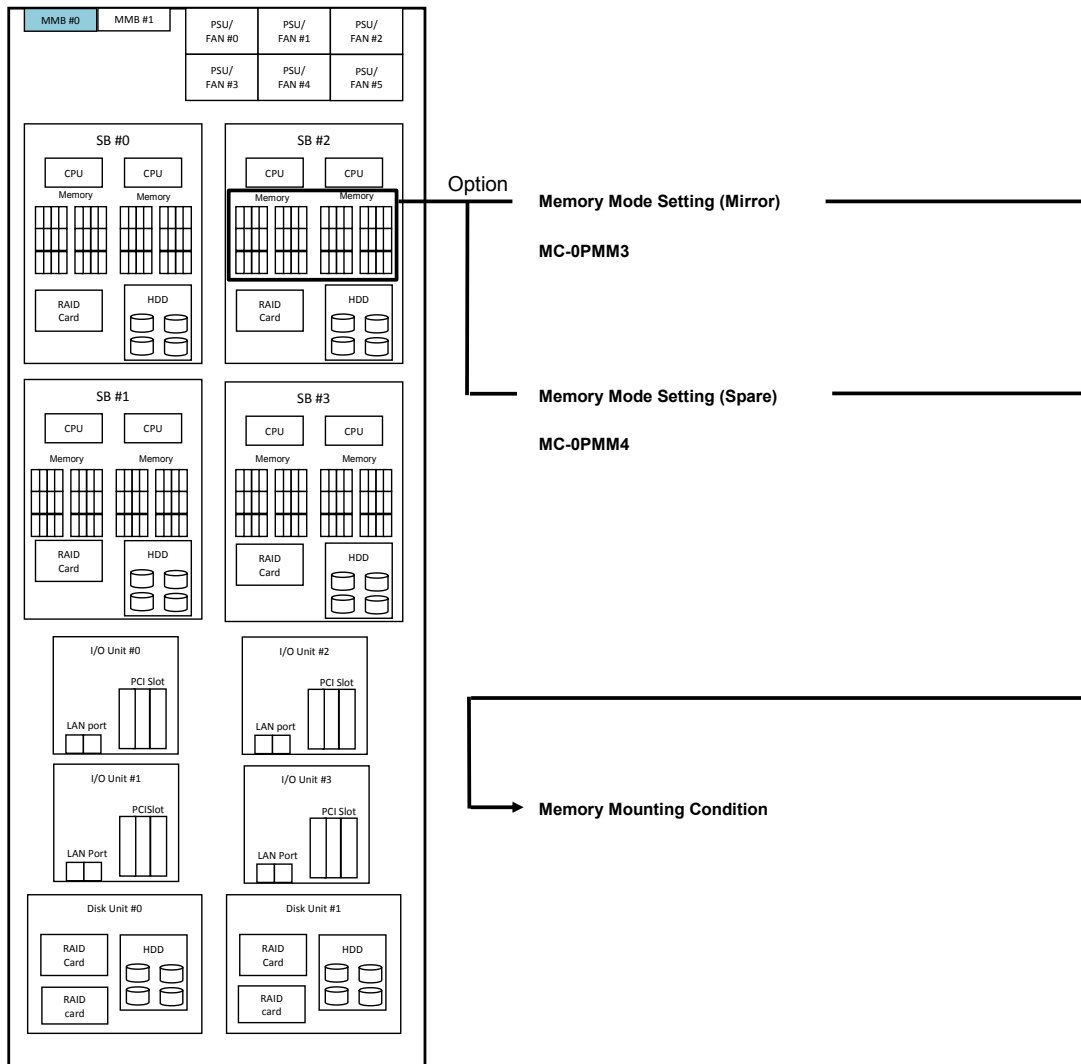 MMB #0
MMB #1
PSU/
FAN #0
PSU/
FAN #1
PSU/
FAN #2
PSU/
FAN #3
PSU/
FAN #4
PSU/
FAN #5
SB #0
CPU
CPU
Memory
Memory
RAID
Card
HDD
SB #2
CPU
CPU
Memory
Memory
RAID
Card
HDD
Option
Memory Mode Setting (Mirror)
MC-0PMM3
Memory Mode Setting (Spare)
MC-0PMM4
SB #1
CPU
CPU
Memory
Memory
RAID
Card
HDD
SB #3
CPU
CPU
Memory
Memory
RAID
Card
HDD
I/O Unit #0
PCI Slot
LAN port
I/O Unit #2
PCI Slot
LAN port
I/O Unit #1
PCISlot
LAN Port
I/O Unit #3
PCI Slot
LAN Port
Memory Mounting Condition
Disk Unit #0
RAID
Card
HDD
RAID
card
Disk Unit #1
RAID
Card
HDD
RAID
card